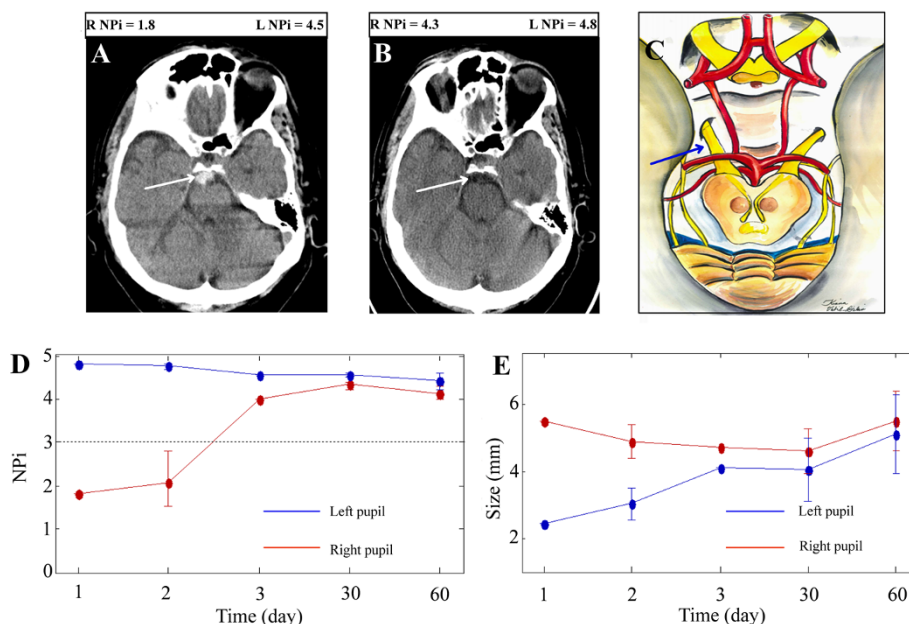 R NPi = 1.8 L NPi = 4.5
R NPi = 4.3 L NPi = 4.8
A
B
C
D
5
4
3
2
1
0
NPi
Left pupil
Right pupil
1 2 3 30 60
Time (day)
E
6
4
2
Size (mm)
Left pupil
Right pupil
1 2 3 30 60
Time (day)